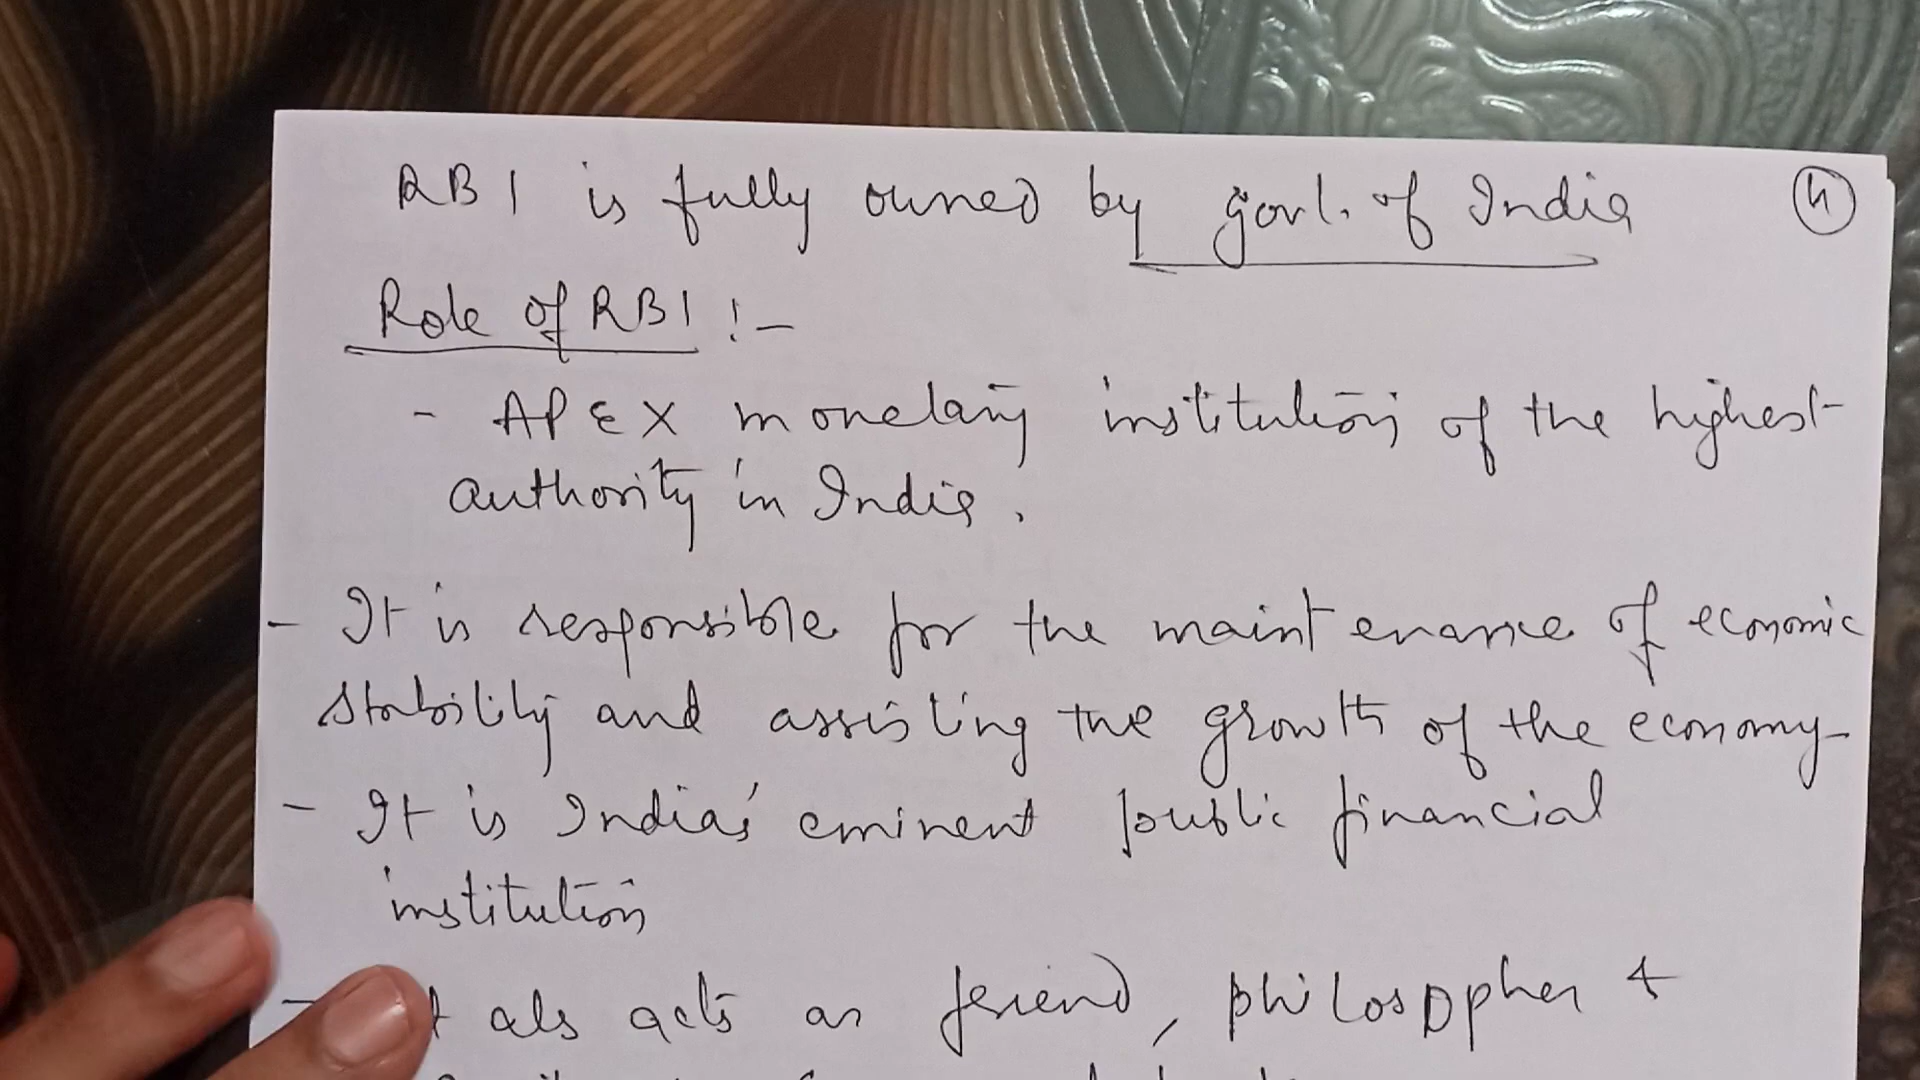 RBI is fully owned by govt. of India
4
Role of RBI :-
- APEX monetary institution of the highest
authority in India.
- It is responsible for the maintenance of economic
stability and assisting the growth of the economy
- It is India's eminent public financial
institution
- als acts as friend, philosopher &